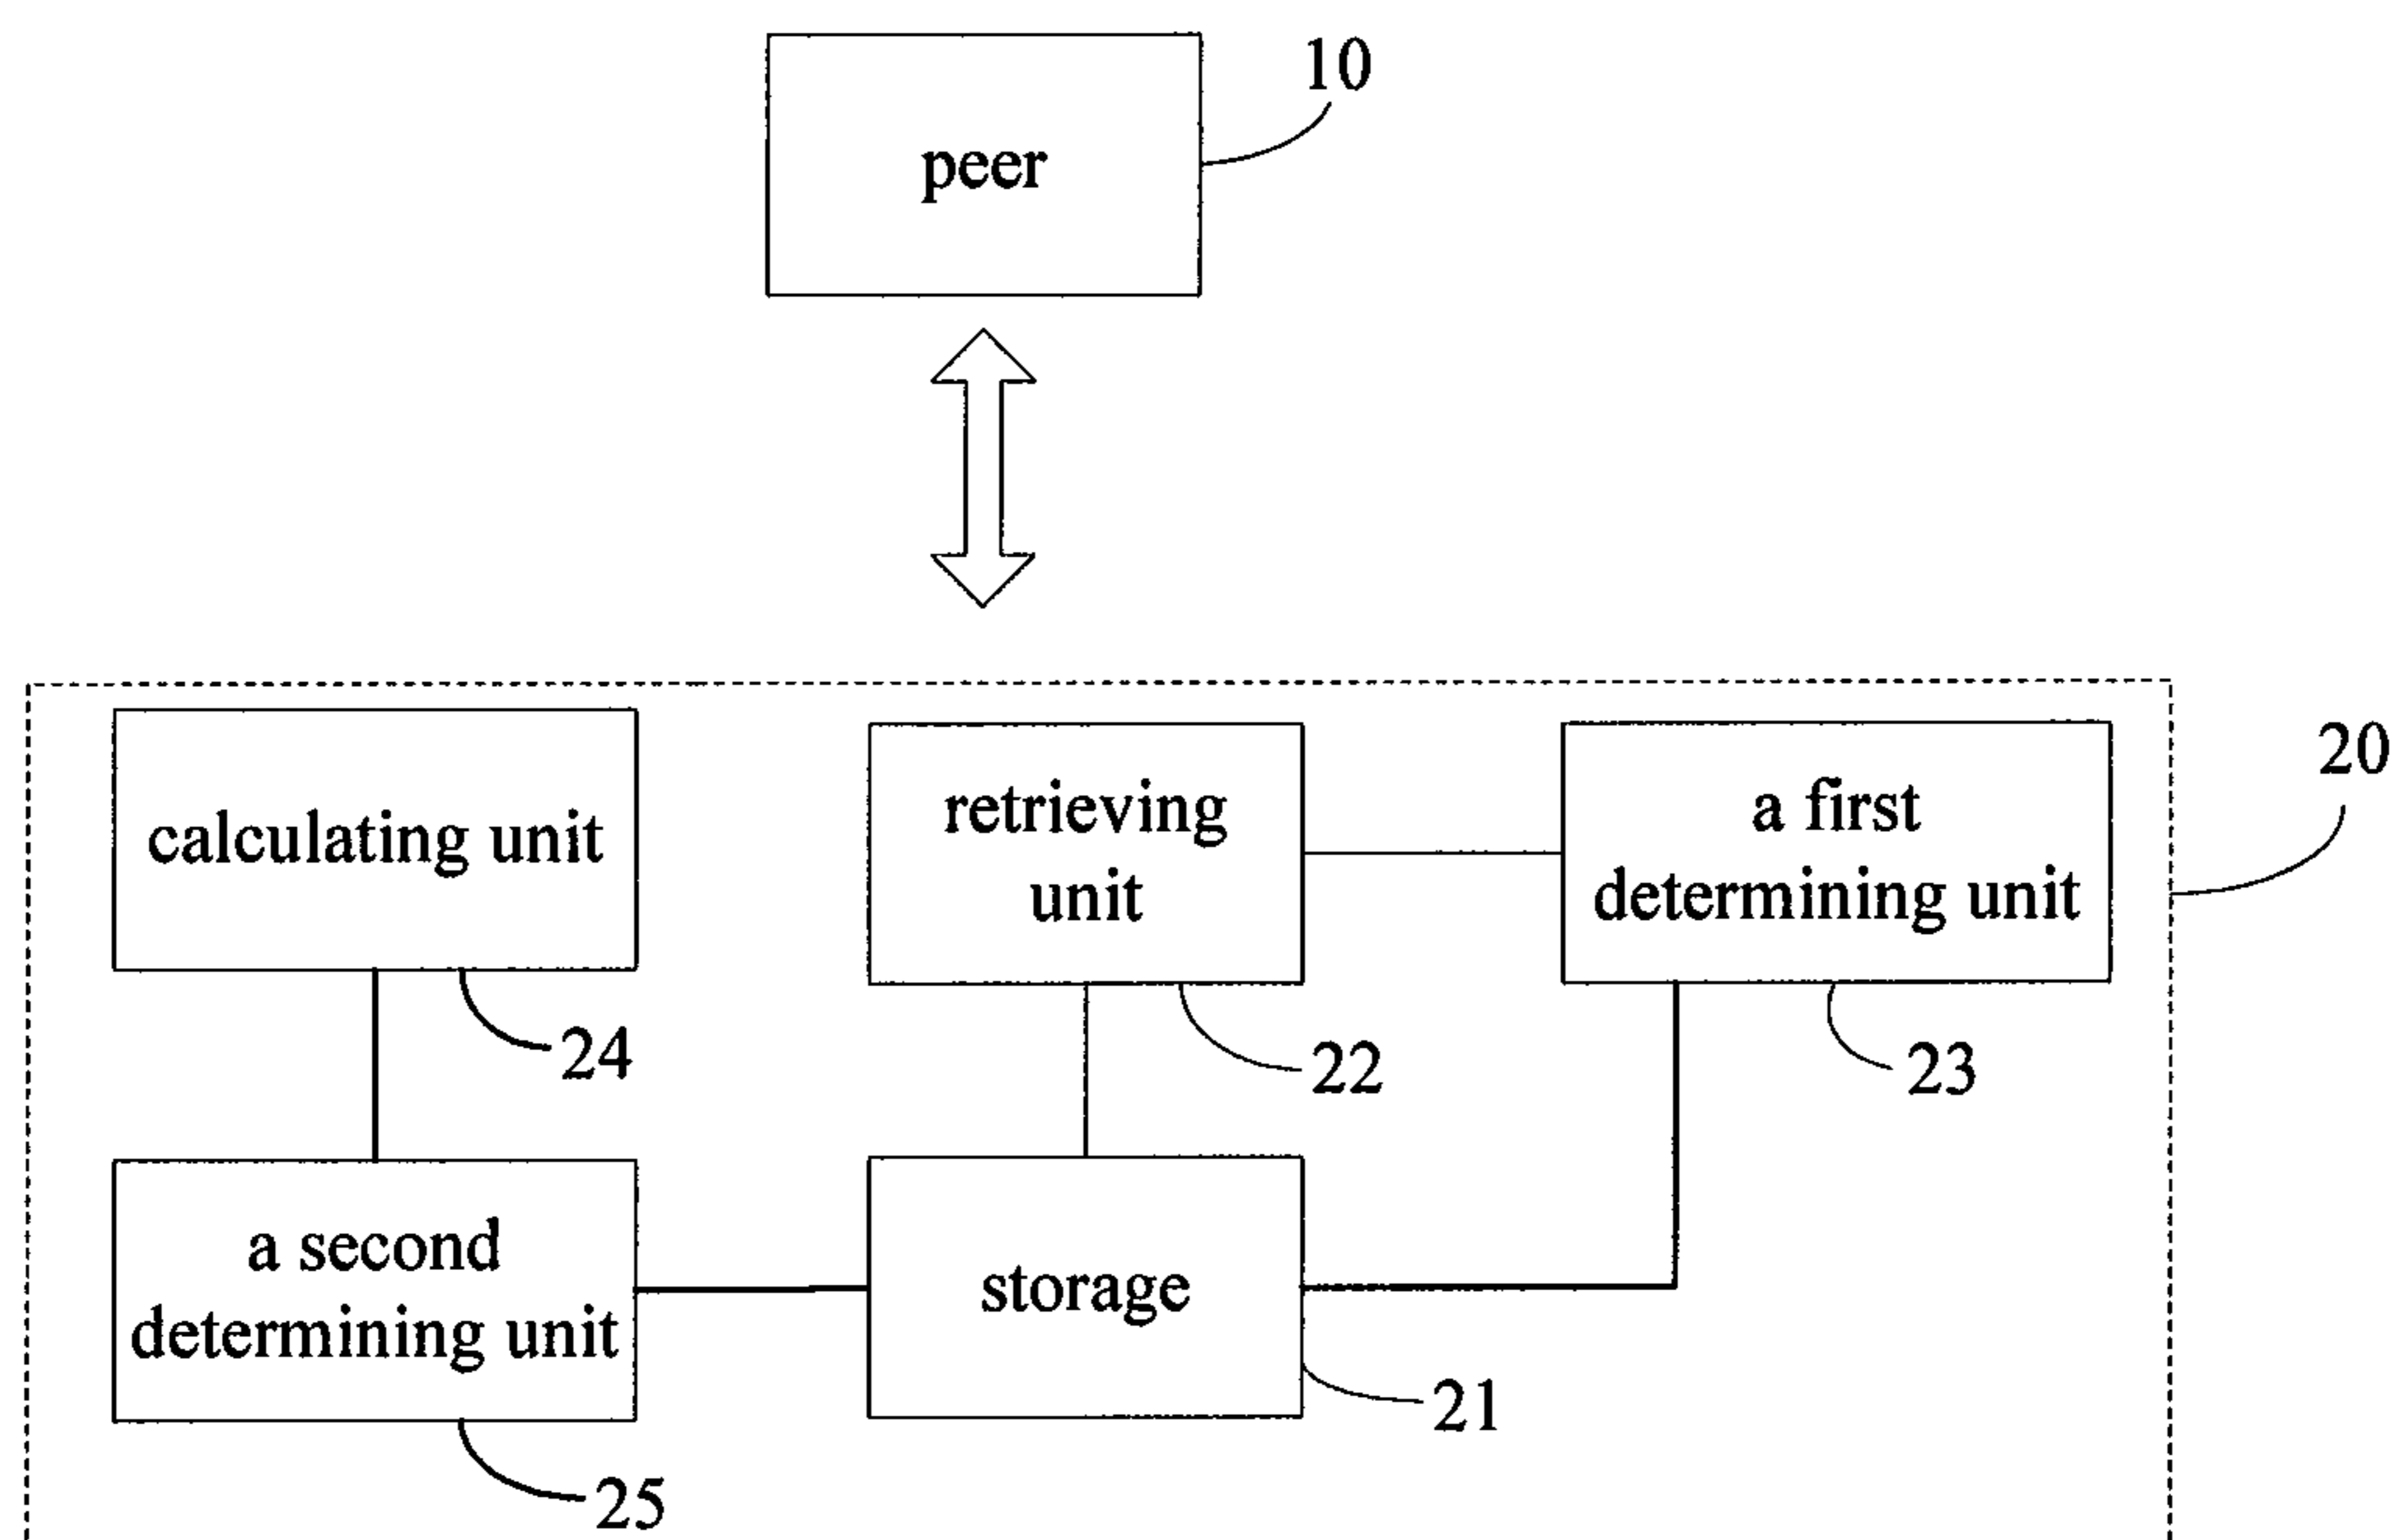 10
peer
20
calculating unit
retrieving
unit
a first
determining unit
24
22
23
a second
determining unit
storage
21
25